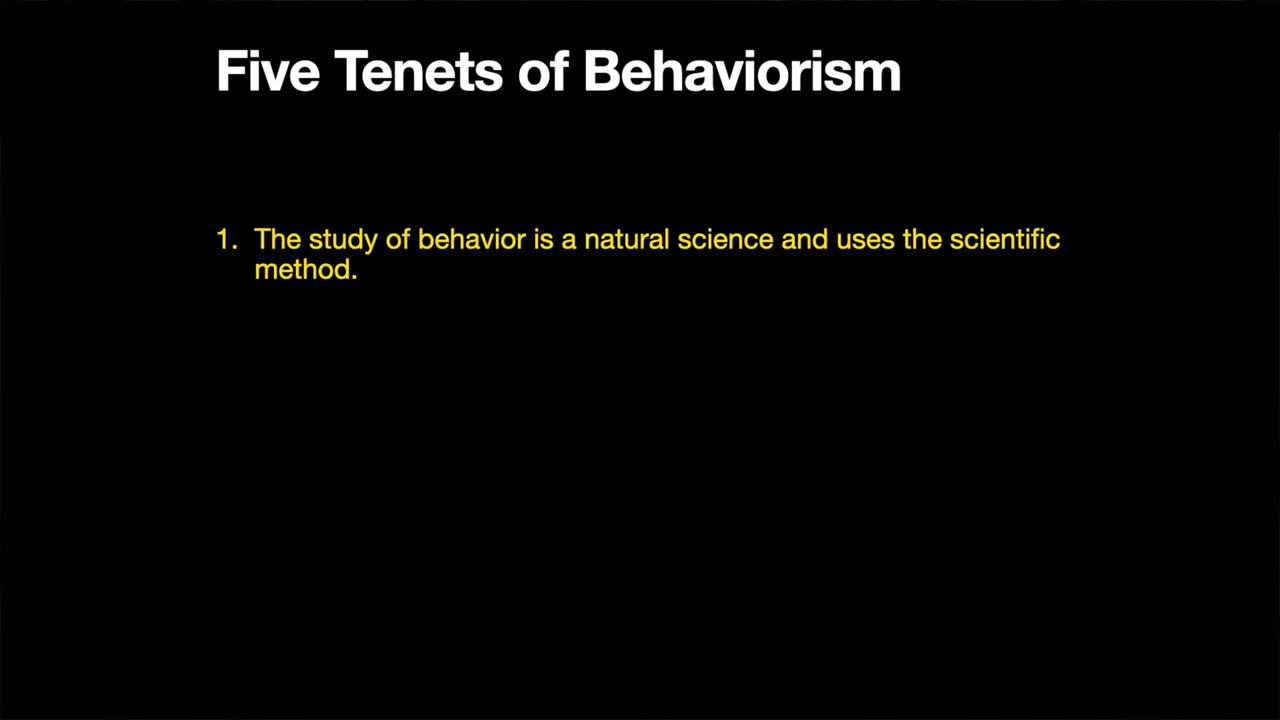 Five Tenets of Behaviorism
1. The study of behavior is a natural science and uses the scientific
method.